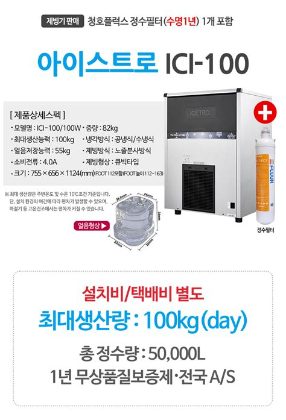 제빙기 판매 청호플럭스 정수필터(수명1년) 1개 포함
아이스트로 ICI-100
[ 제품상세스펙 ]
· 모델명 : ICI-100/100W · 중량 : 82kg
· 최대생산능력 : 100kg · 냉각방식 : 공냉식/수냉식
· 얼음저장능력 : 55kg · 제빙방식 : 노즐분사방식
· 소비전류 : 4.0A · 제빙형상 : 큐빅타입
· 크기 : 755 × 656 × 1124(mm)
ICETRO
얼음형상 ▶
정수필터
설치비/택배비 별도
최대생산량 : 100kg(day)
총 정수량 : 50,000L
1년 무상품질보증제·전국 A/S